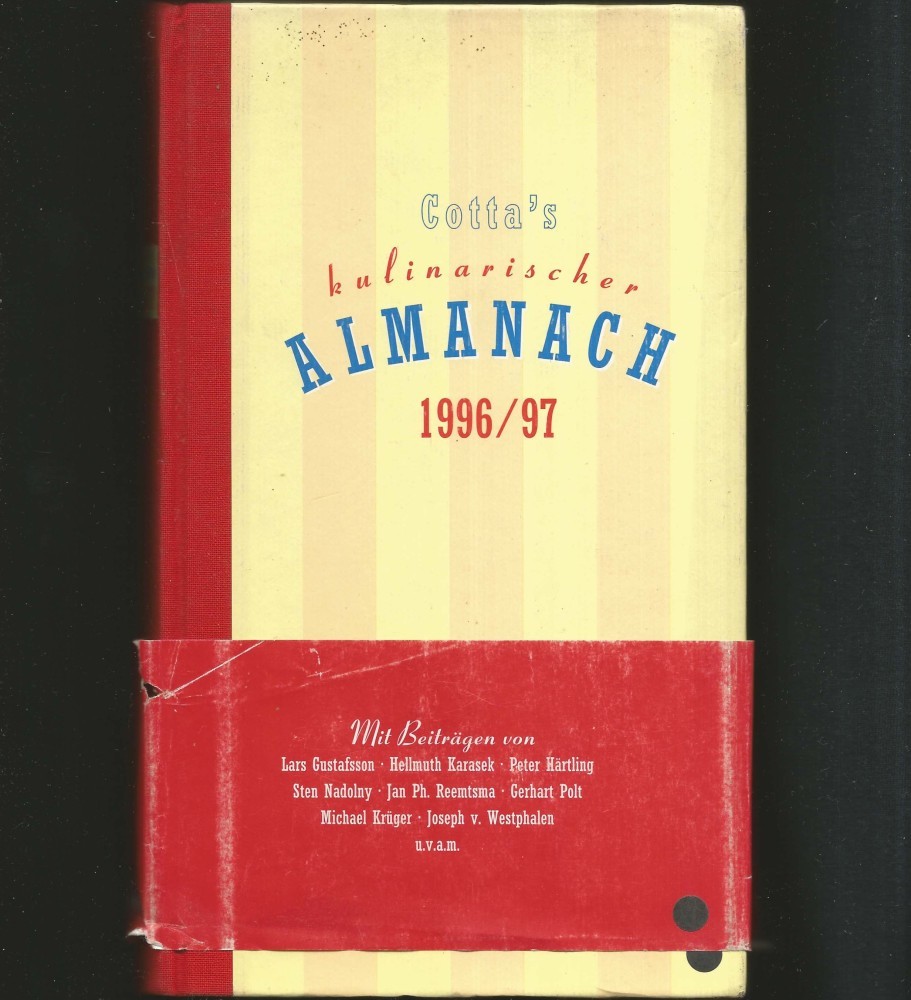 Cotta's
kulinarischer
ALMANACH
1996/97
Mit Beiträgen von
Lars Gustafsson · Hellmuth Karasek · Peter Härtling
Sten Nadolny · Jan Ph. Reemtsma · Gerhart Polt
Michael Krüger · Joseph v. Westphalen
u.v.a.m.